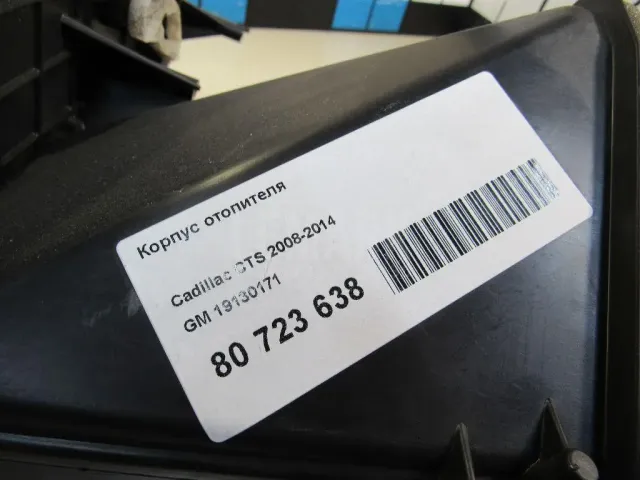 Корпус отопителя
Cadillac CTS 2008-2014
GM 19130171
80 723 638